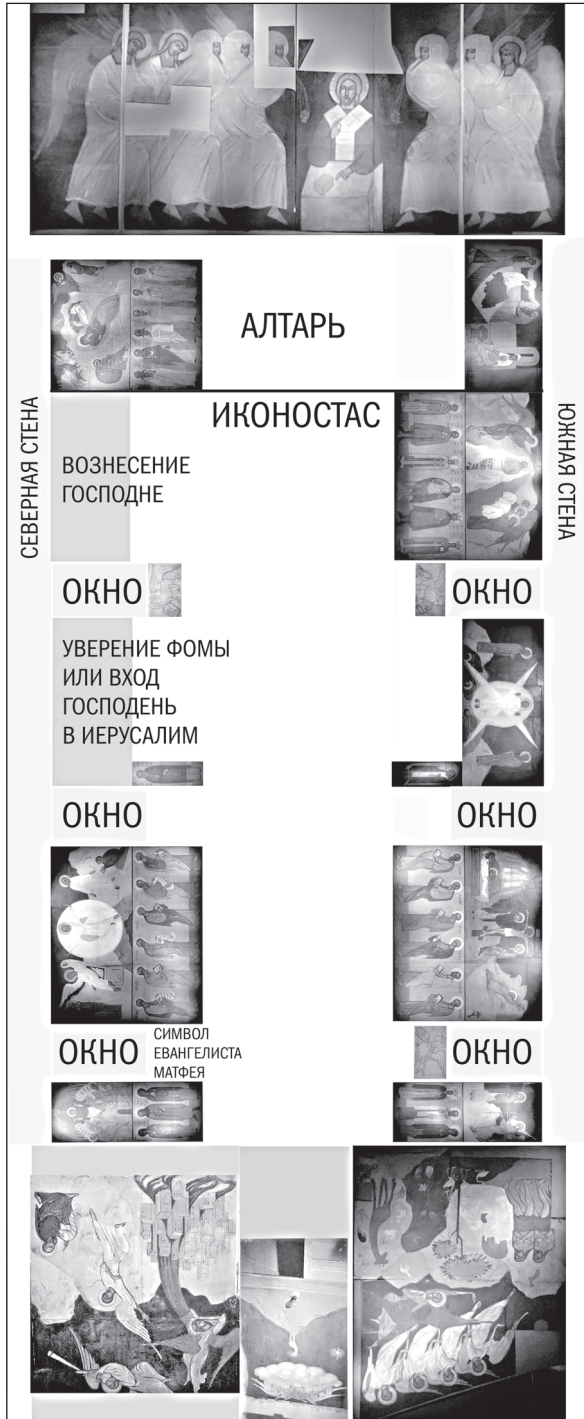 АЛТАРЬ
ИКОНОСТАС
СЕВЕРНАЯ СТЕНА
ЮЖНАЯ СТЕНА
ВОЗНЕСЕНИЕ
ГОСПОДНЕ
ОКНО
ОКНО
УВЕРЕНИЕ ФОМЫ
ИЛИ ВХОД
ГОСПОДЕНЬ
В ИЕРУСАЛИМ
ОКНО
ОКНО
ОКНО
СИМВОЛ
ЕВАНГЕЛИСТА
МАТФЕЯ
ОКНО